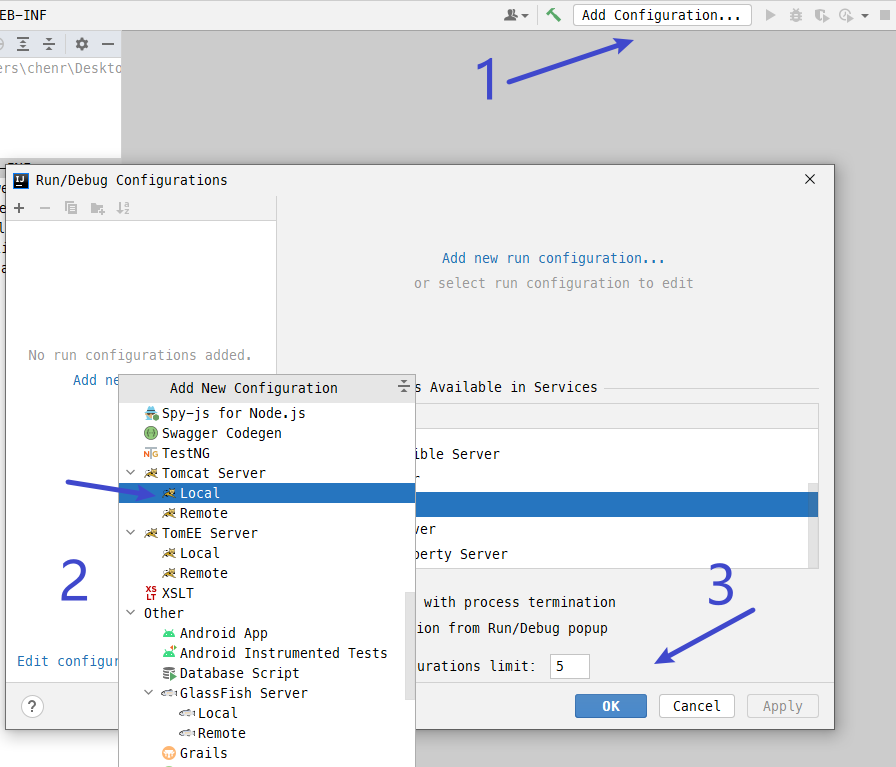 EB-INF
Add Configuration...
ers\chenr\Deskto
1
Run/Debug Configurations
Add new run configuration...
or select run configuration to edit
No run configurations added.
Add ne
Add New Configuration
s Available in Services
Spy-js for Node.js
Swagger Codegen
TestNG
ible Server
Tomcat Server
Local
Remote
TomEE Server
ver
Local
perty Server
Remote
2
XSLT
3
with process termination
Other
ion from Run/Debug popup
Android App
Android Instrumented Tests
Edit configur
urations limit: 5
Database Script
GlassFish Server
?
OK
Cancel
Apply
Local
Remote
Grails